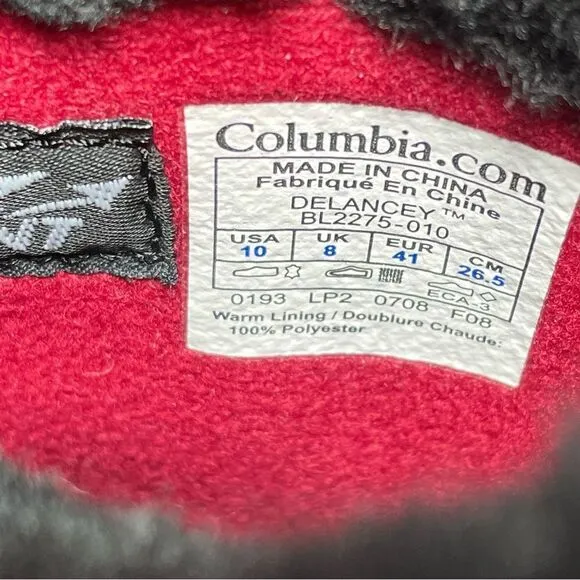 Columbia.com
MADE IN CHINA
Fabriqué En Chine
DELANCEY™
BL2275-010
USA UK EUR CM
10 8 41 26.5
ECA 3
0193 LP2 0708 F08
Warm Lining / Doublure Chaude:
100% Polyester
VT